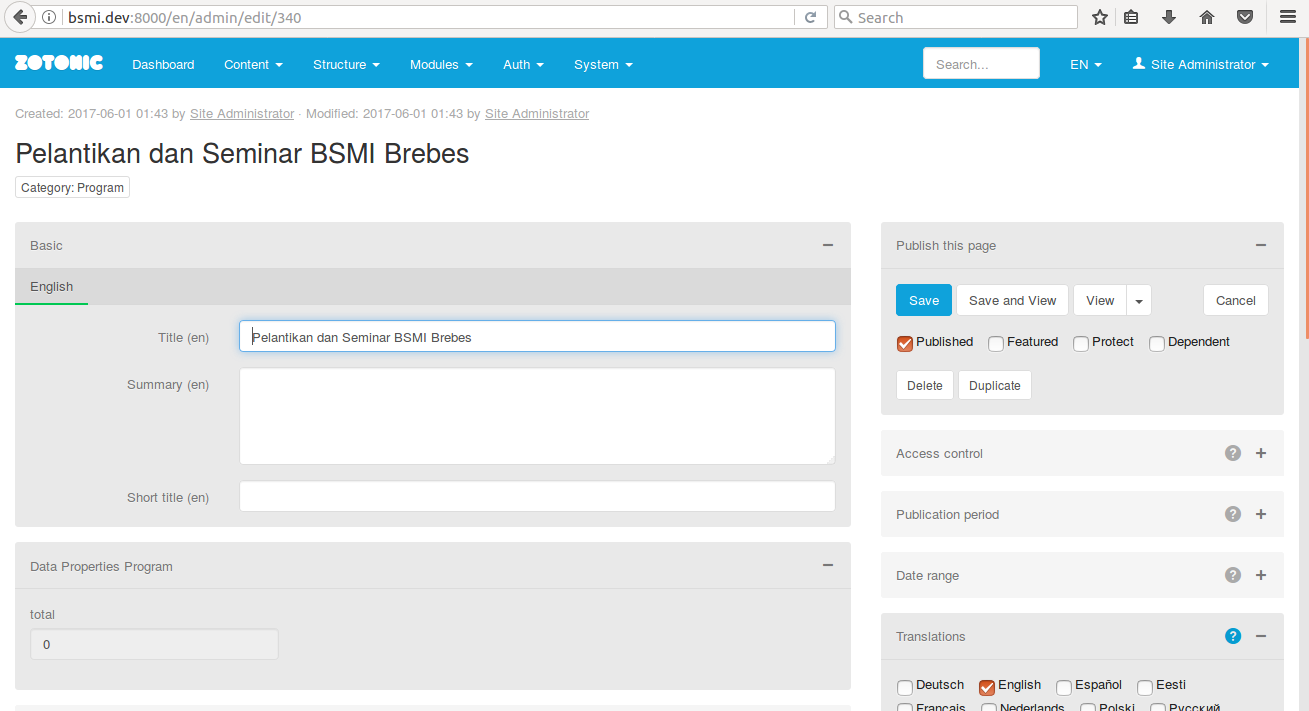 bsmi.dev:8000/en/admin/edit/340
Search
ZOTONIC Dashboard Content Structure Modules Auth System Search... EN Site Administrator
Created: 2017-06-01 01:43 by Site Administrator · Modified: 2017-06-01 01:43 by Site Administrator
Pelantikan dan Seminar BSMI Brebes
Category: Program
Basic
English
Title (en) Pelantikan dan Seminar BSMI Brebes
Summary (en)
Short title (en)
Data Properties Program
total
0
Publish this page
Save Save and View View Cancel
Published Featured Protect Dependent
Delete Duplicate
Access control ?
Publication period ?
Date range ?
Translations ?
Deutsch English Español Eesti
Français Nederlands Polski Русский